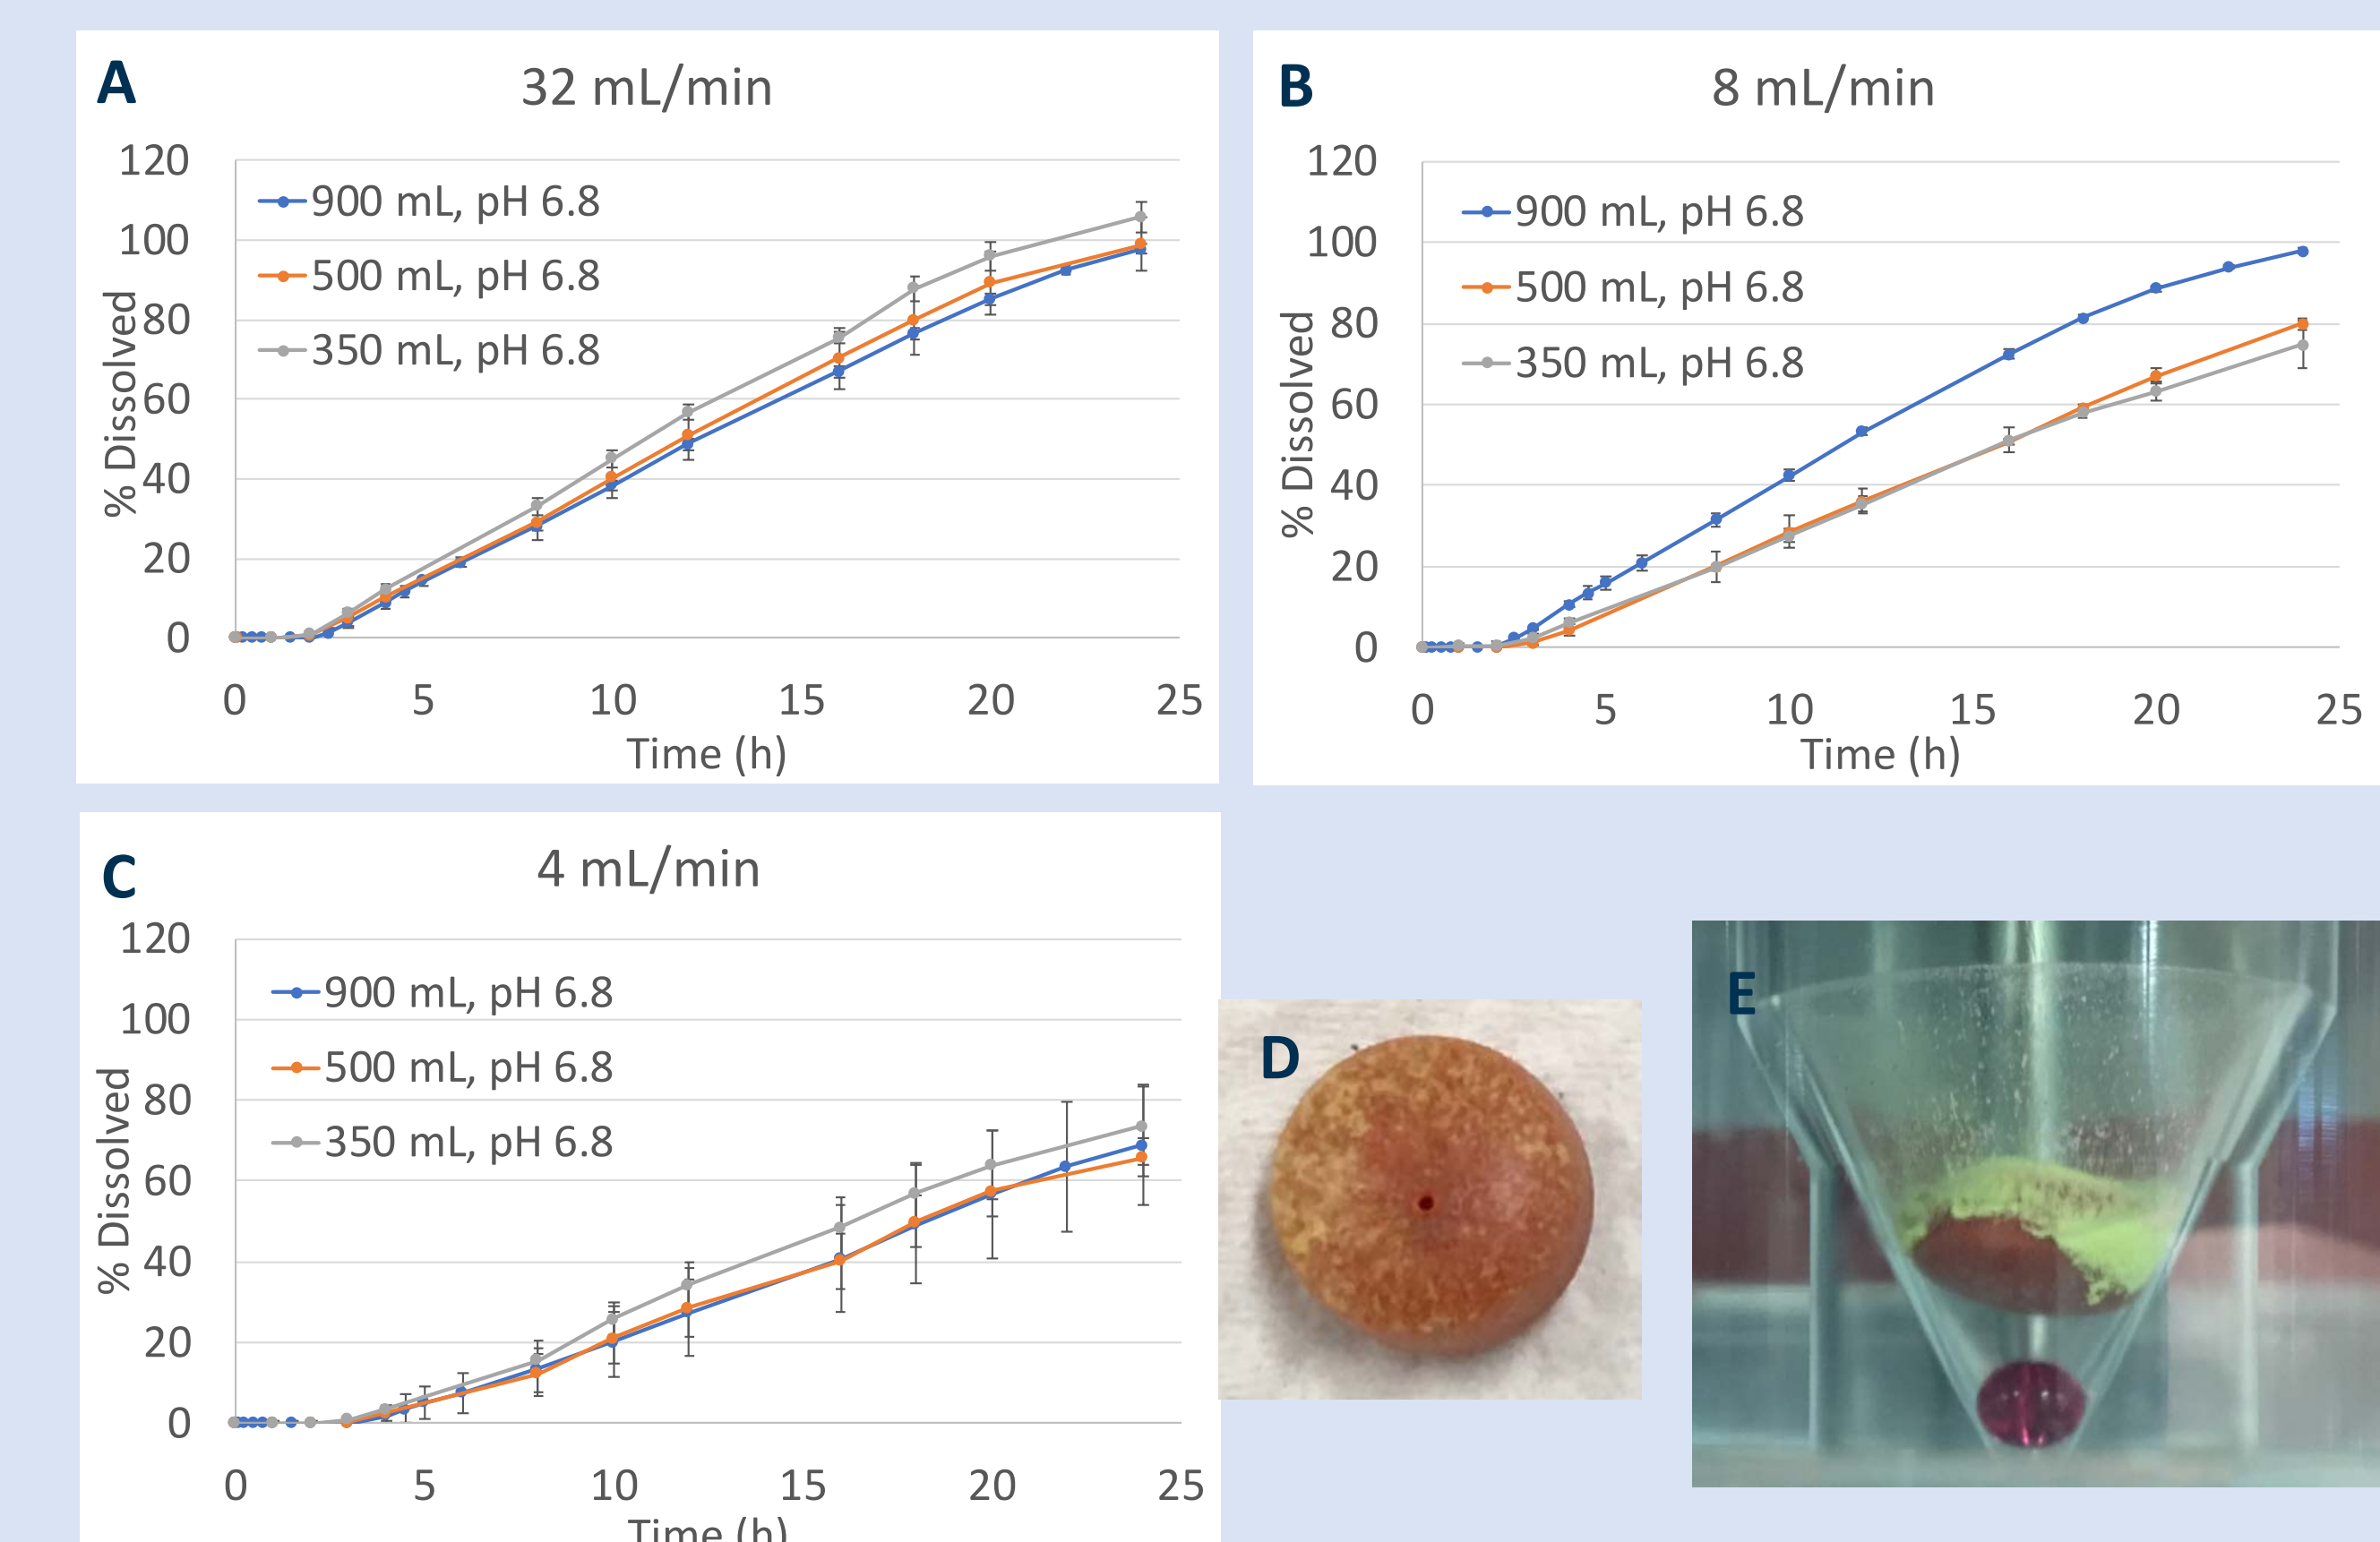 A
32 mL/min
120
100
80
60
40
20
0
900 mL, pH 6.8
500 mL, pH 6.8
350 mL, pH 6.8
% Dissolved
0 5 10 15 20 25
Time (h)
B
8 mL/min
120
100
80
60
40
20
0
900 mL, pH 6.8
500 mL, pH 6.8
350 mL, pH 6.8
% Dissolved
0 5 10 15 20 25
Time (h)
C
4 mL/min
120
100
80
60
40
20
0
900 mL, pH 6.8
500 mL, pH 6.8
350 mL, pH 6.8
% Dissolved
0 5 10 15 20 25
Time (h)
D
E